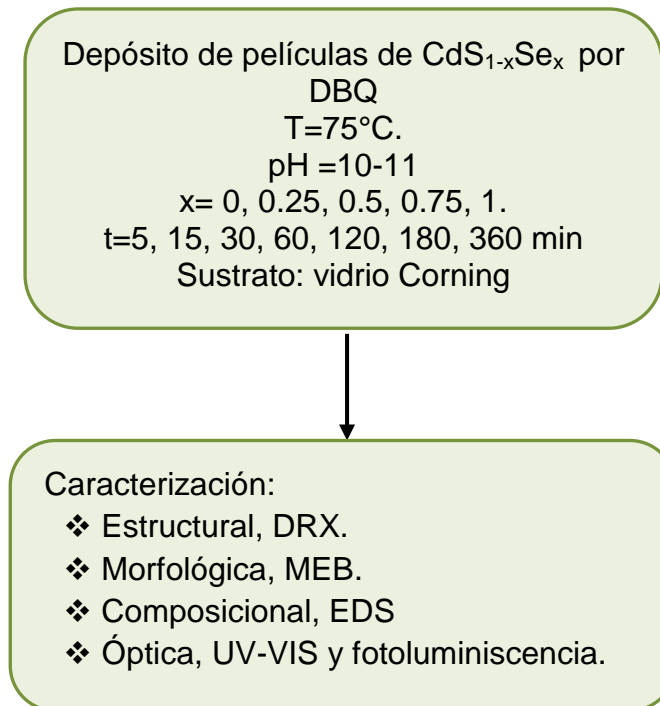 Depósito de películas de CdS₁₋ₓSeₓ por
DBQ
T=75°C.
pH =10-11
x= 0, 0.25, 0.5, 0.75, 1.
t=5, 15, 30, 60, 120, 180, 360 min
Sustrato: vidrio Corning
Caracterización:
❖ Estructural, DRX.
❖ Morfológica, MEB.
❖ Composicional, EDS
❖ Óptica, UV-VIS y fotoluminiscencia.